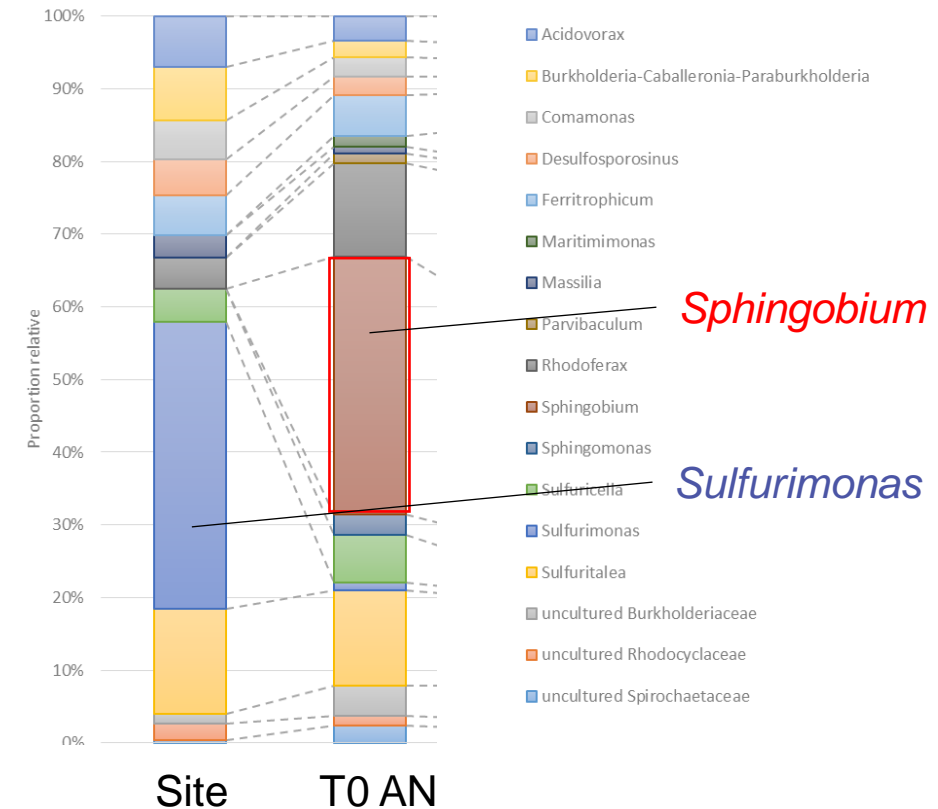 100%
90%
80%
70%
60%
50%
40%
30%
20%
10%
0%
Proportion relative
Site
T0 AN
Acidovorax
Burkholderia-Caballeronia-Paraburkholderia
Comamonas
Desulfosporosinus
Ferritrophicum
Maritimimonas
Massilia
Parvibaculum
Rhodoferax
Sphingobium
Sphingomonas
Sulfuricella
Sulfurimonas
Sulfuritalea
uncultured Burkholderiaceae
uncultured Rhodocyclaceae
uncultured Spirochaetaceae
Sphingobium
Sulfurimonas